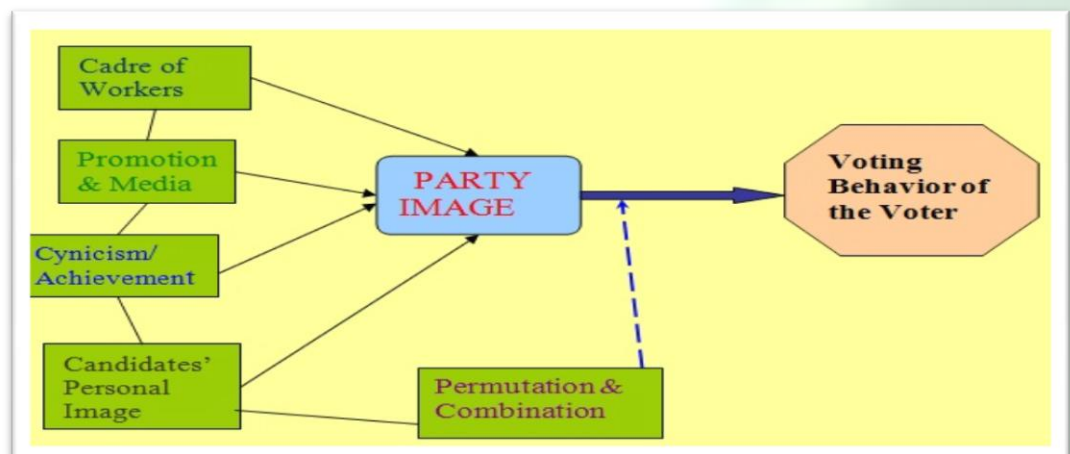 Cadre of
Workers
Promotion
& Media
Cynicism/
Achievement
Candidates’
Personal
Image
PARTY
IMAGE
Permutation &
Combination
Voting
Behavior of
the Voter